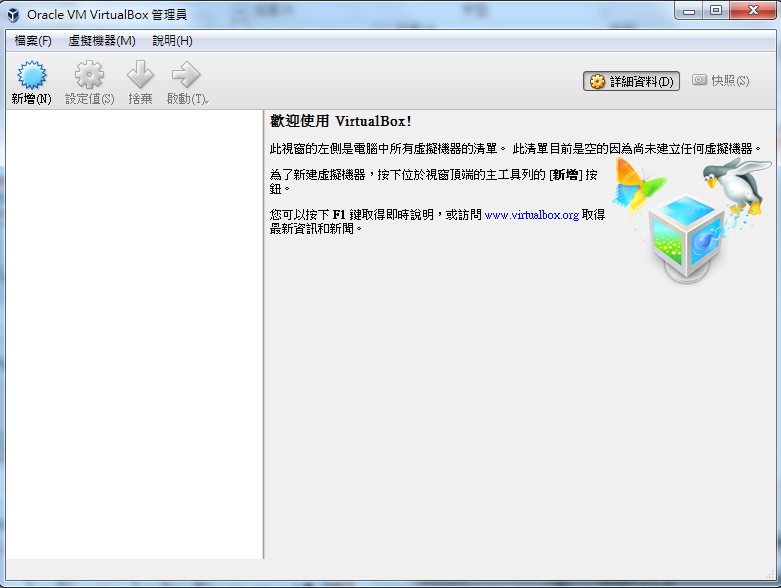 Oracle VM VirtualBox 管理員
檔案(F) 虛擬機器(M) 說明(H)
新增(N) 設定值(S) 捨棄 啟動(T) 詳細資料(D) 快照(S)
歡迎使用 VirtualBox!
此視窗的左側是電腦中所有虛擬機器的清單。 此清單目前是空的因為尚未建立任何虛擬機器。
為了新建虛擬機器，按下位於視窗頂端的主工具列的 [新增] 按
鈕。
您可以按下 F1 鍵取得即時說明，或訪問 www.virtualbox.org 取得
最新資訊和新聞。